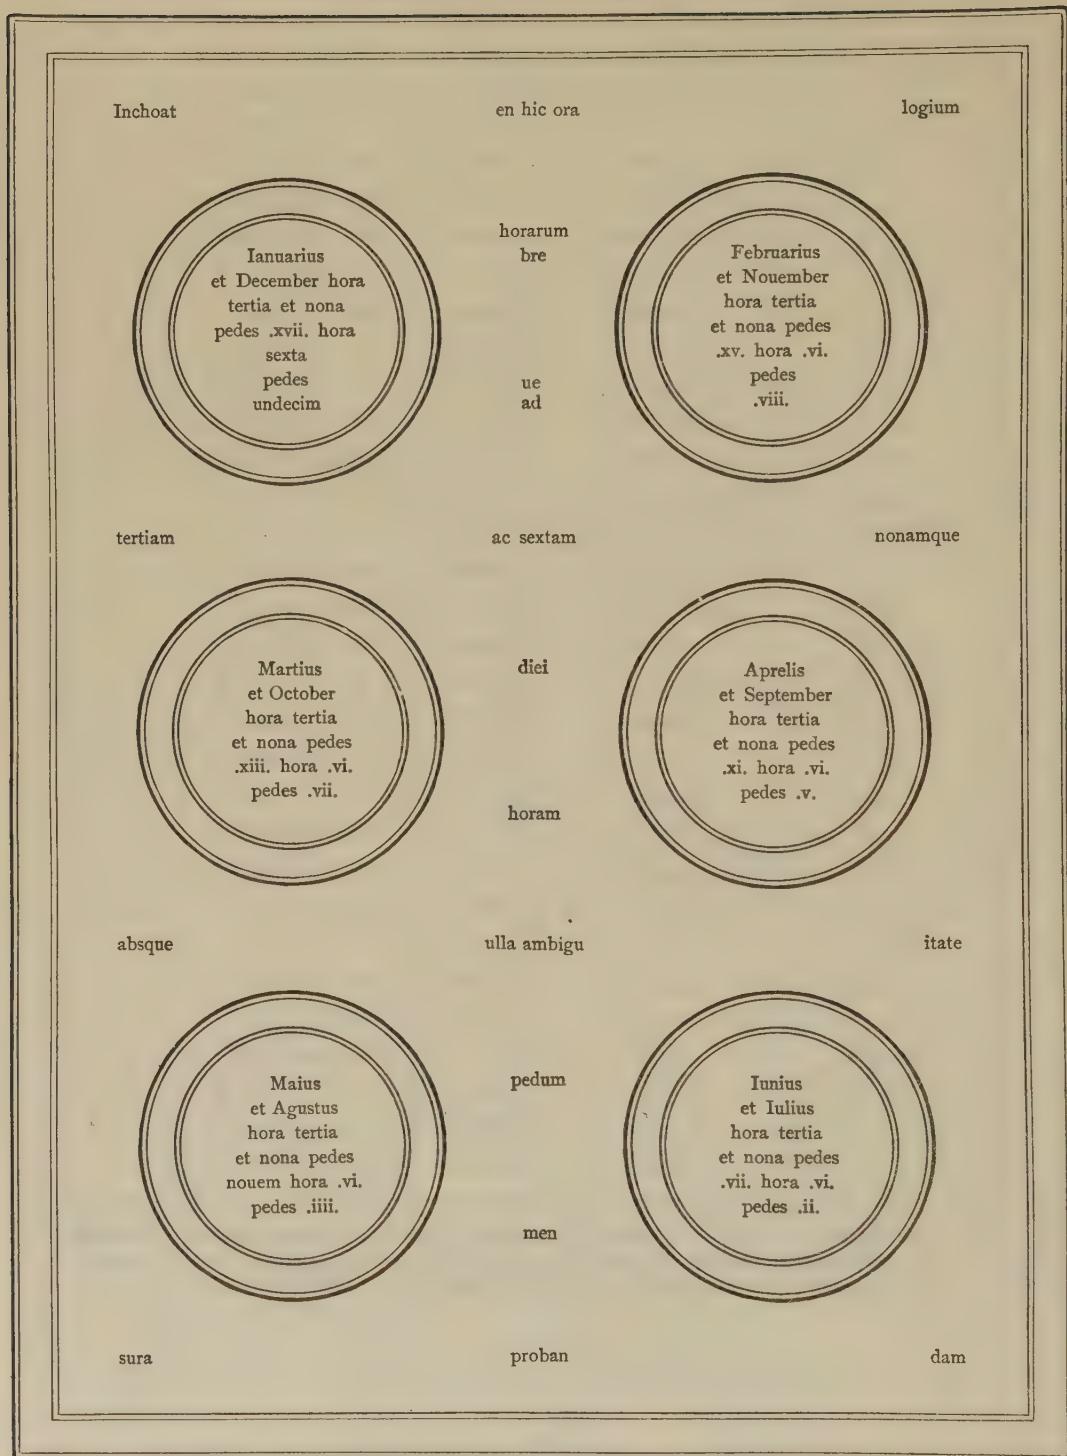 Inchoat en hic ora logium
horarum
bre
Ianuarius
et December hora
tertia et nona
pedes .xvii. hora
sexta
pedes
undecim
ue
ad
Februarius
et Nouember
hora tertia
et nona pedes
.xv. hora .vi.
pedes
.viii.
tertiam ac sextam nonamque
Martius
et October
hora tertia
et nona pedes
.xiii. hora .vi.
pedes .vii.
diei
horam
Aprelis
et September
hora tertia
et nona pedes
.xi. hora .vi.
pedes .v.
absque ulla ambigu itate
Maius
et Agustus
hora tertia
et nona pedes
nouem hora .vi.
pedes .iiii.
pedum
men
Iunius
et Iulius
hora tertia
et nona pedes
.vii. hora .vi.
pedes .ii.
sura proban dam